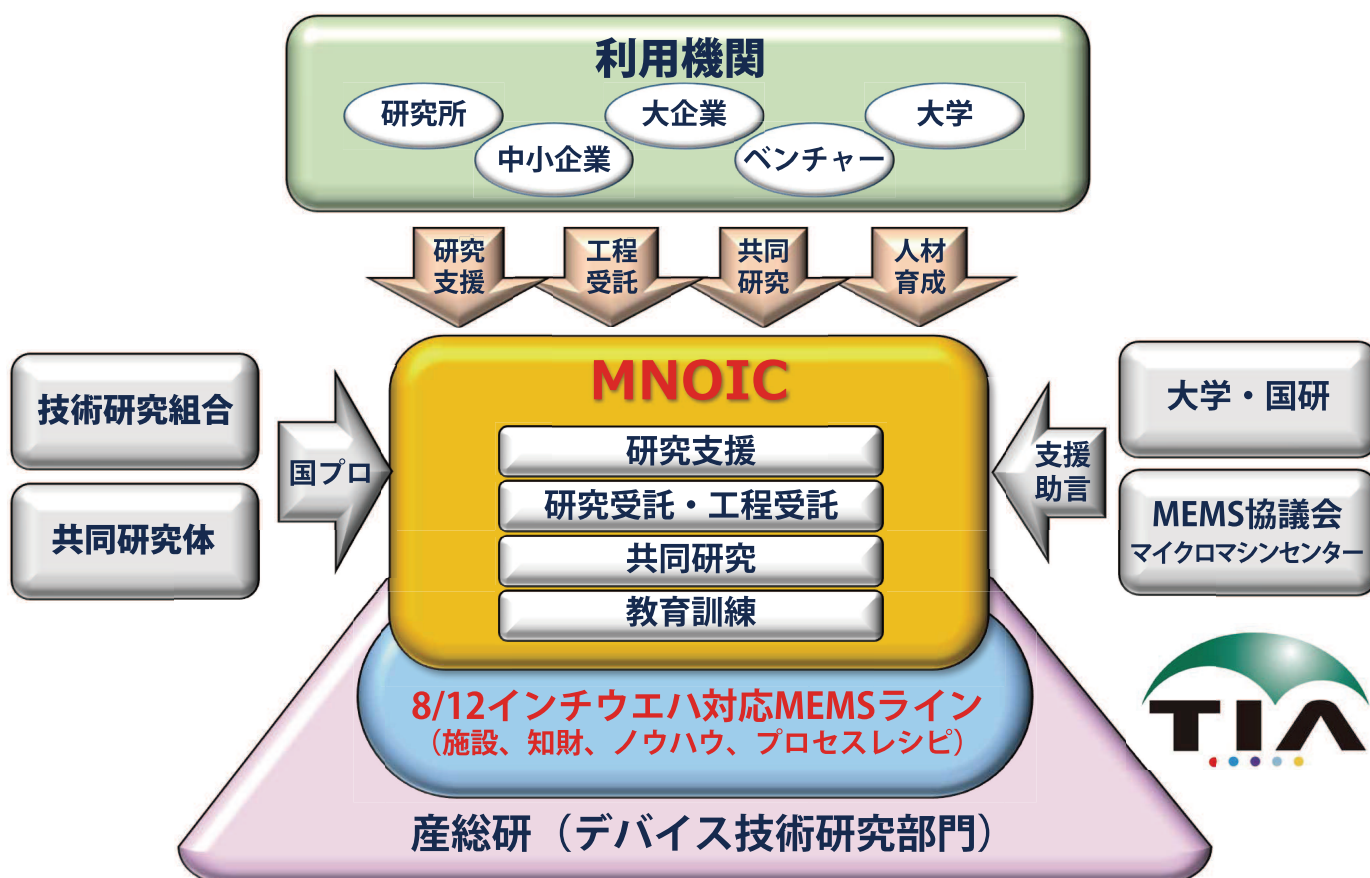 利用機関
研究所
大企業
大学
中小企業
ベンチャー
研究
支援
工程
受託
共同
研究
人材
育成
技術研究組合
共同研究体
国プロ
MNOIC
研究支援
研究受託・工程受託
共同研究
教育訓練
支援
助言
大学・国研
MEMS協議会
マイクロマシンセンター
8/12インチウエハ対応MEMSライン
（施設、知財、ノウハウ、プロセスレシピ）
産総研（デバイス技術研究部門）
TIA